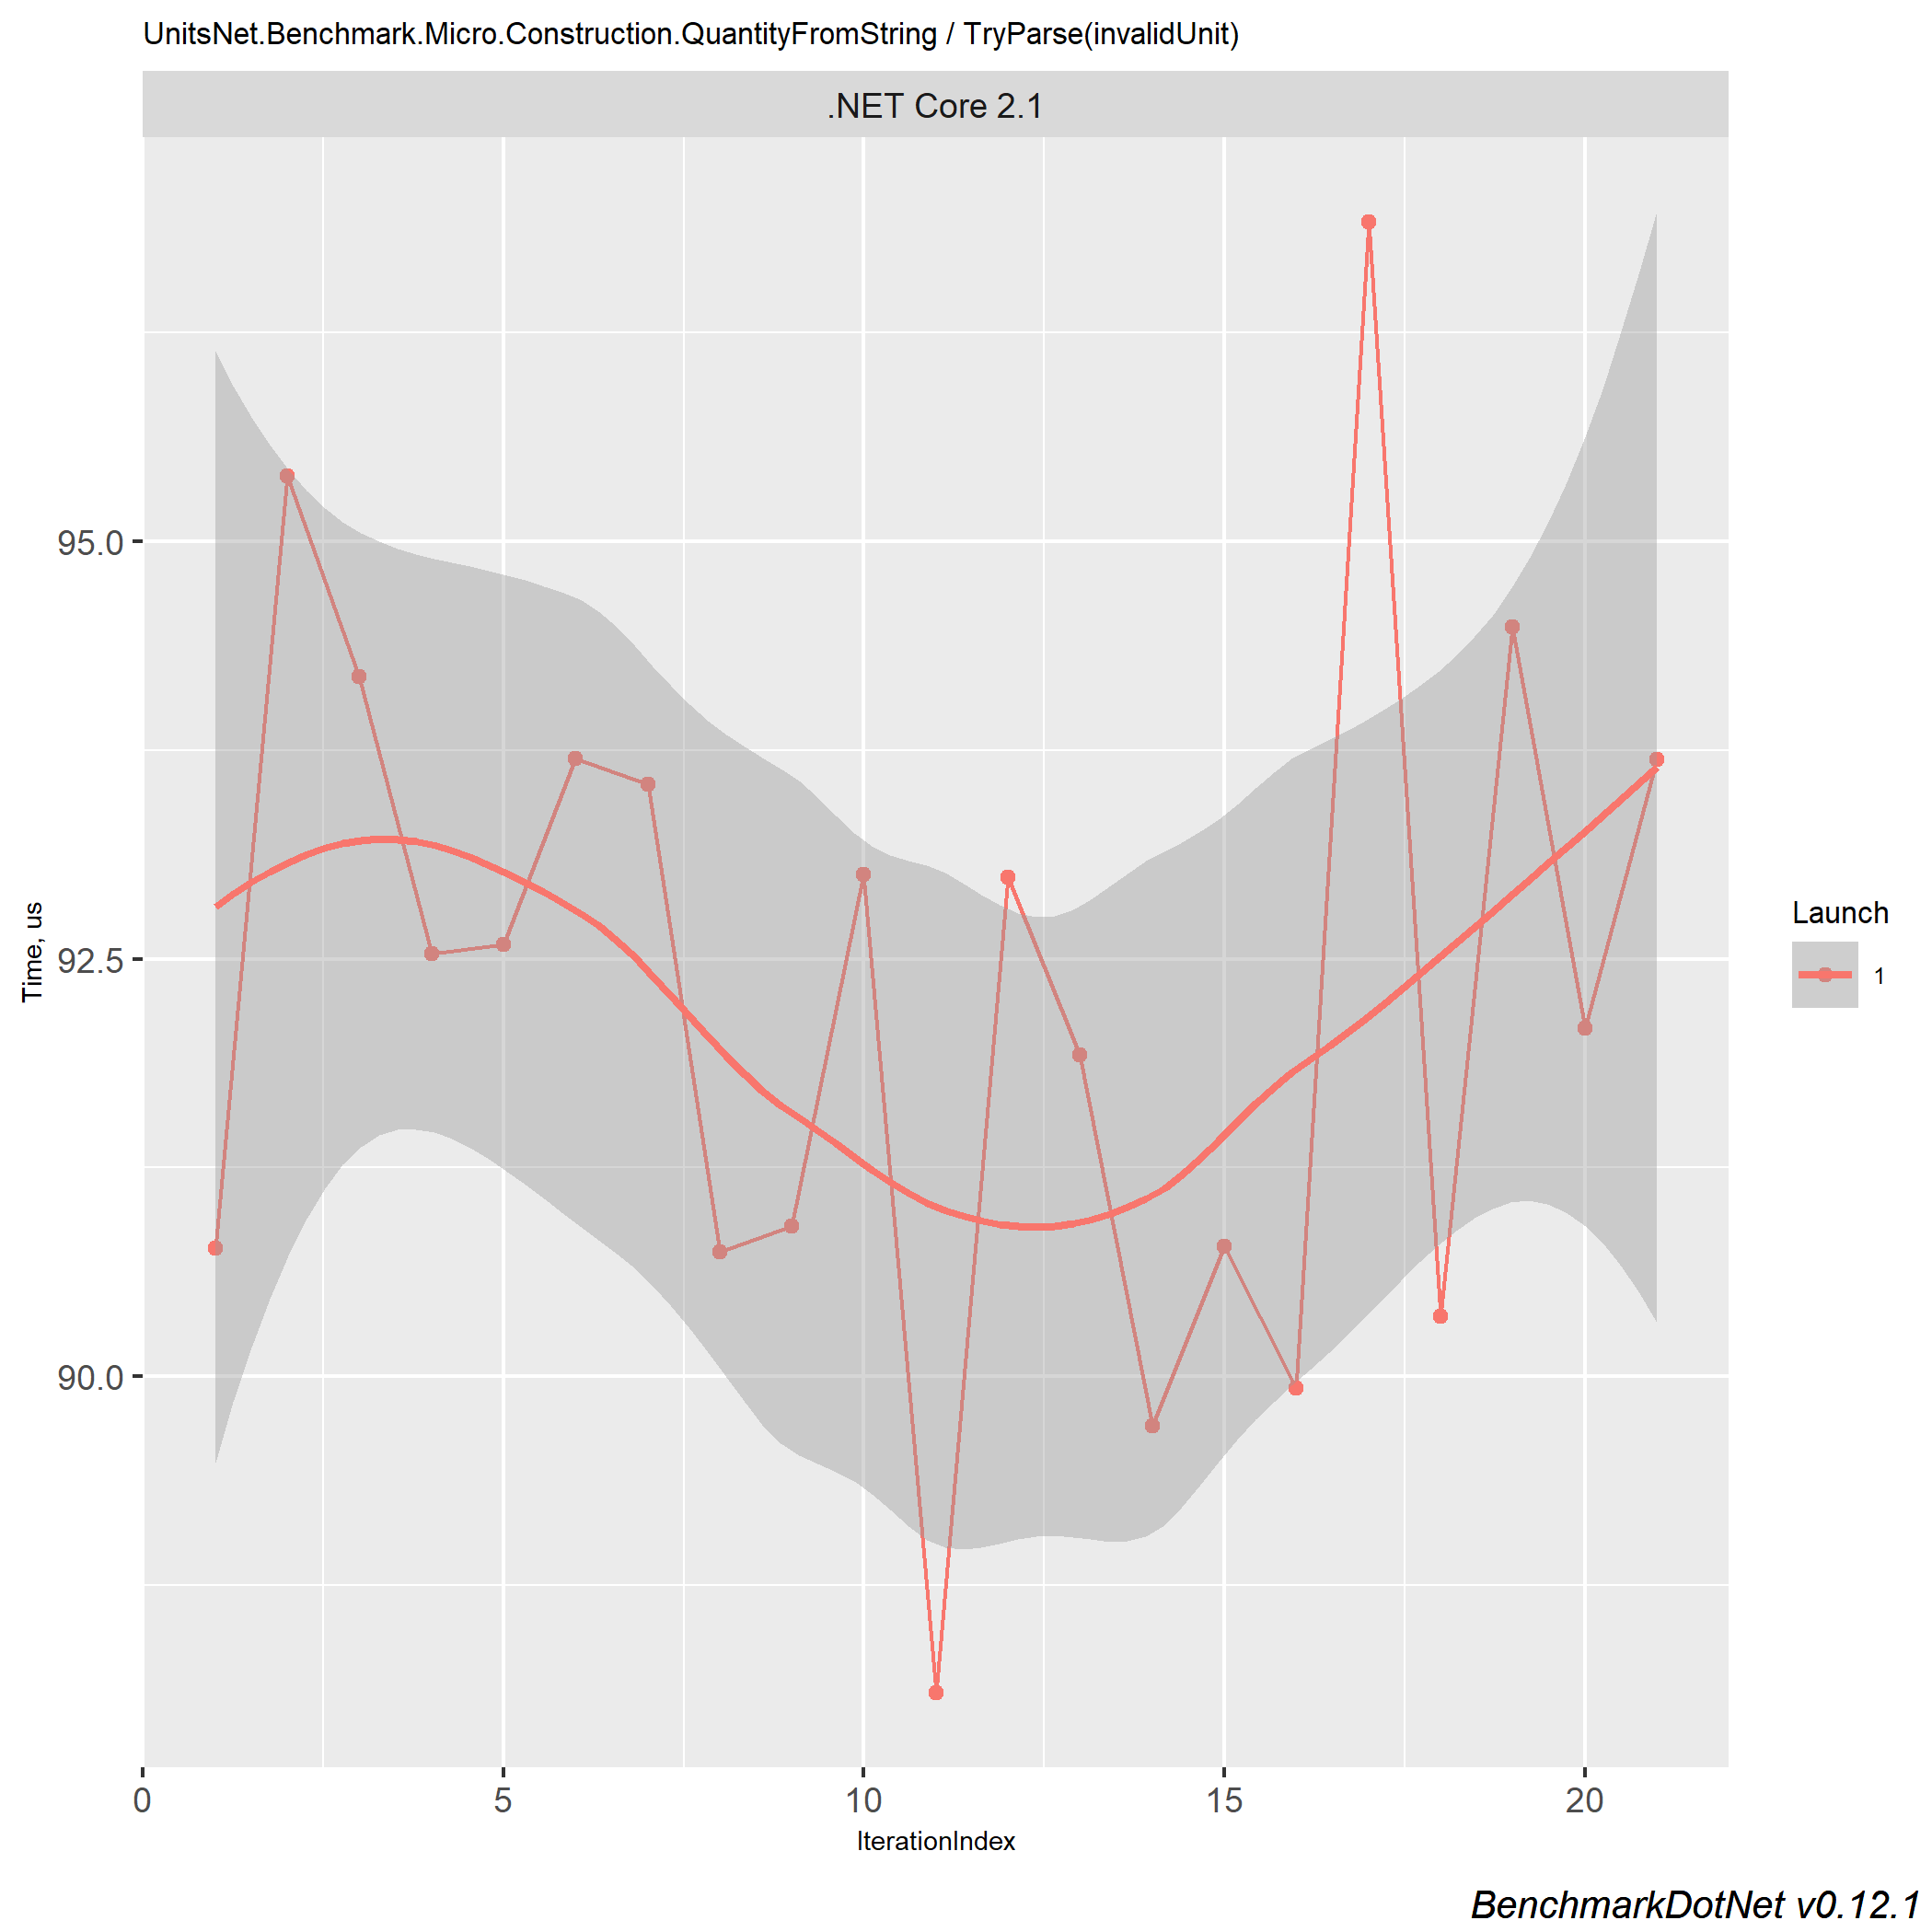 UnitsNet.Benchmark.Micro.Construction.QuantityFromString / TryParse(invalidUnit)
.NET Core 2.1
95.0
92.5
90.0
Time, us
0 5 10 15 20
IterationIndex
Launch
1
BenchmarkDotNet v0.12.1